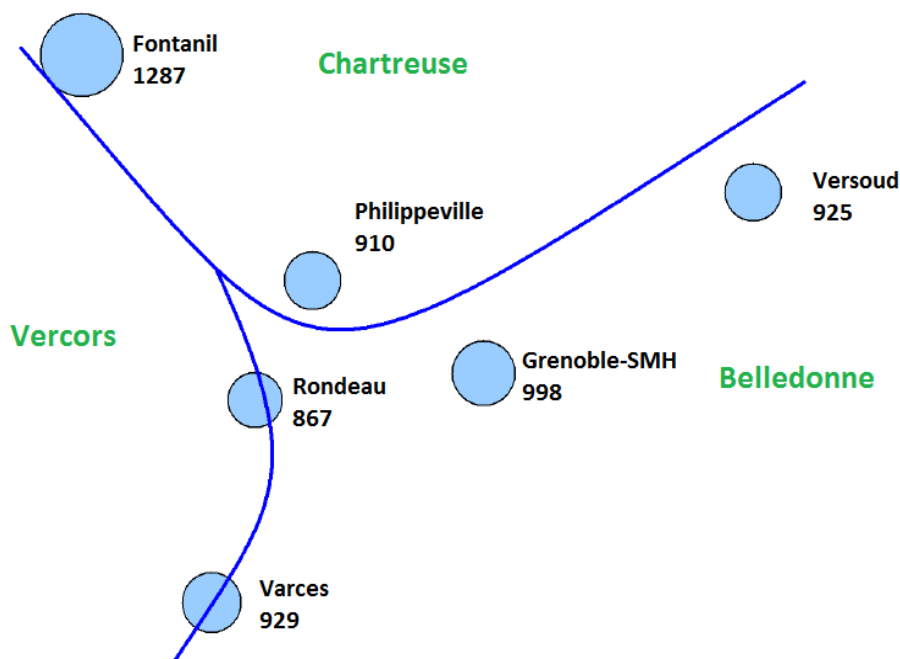 Fontanil
1287
Chartreuse
Versoud
925
Philippeville
910
Vercors
Grenoble-SMH
998
Belledonne
Rondeau
867
Varces
929